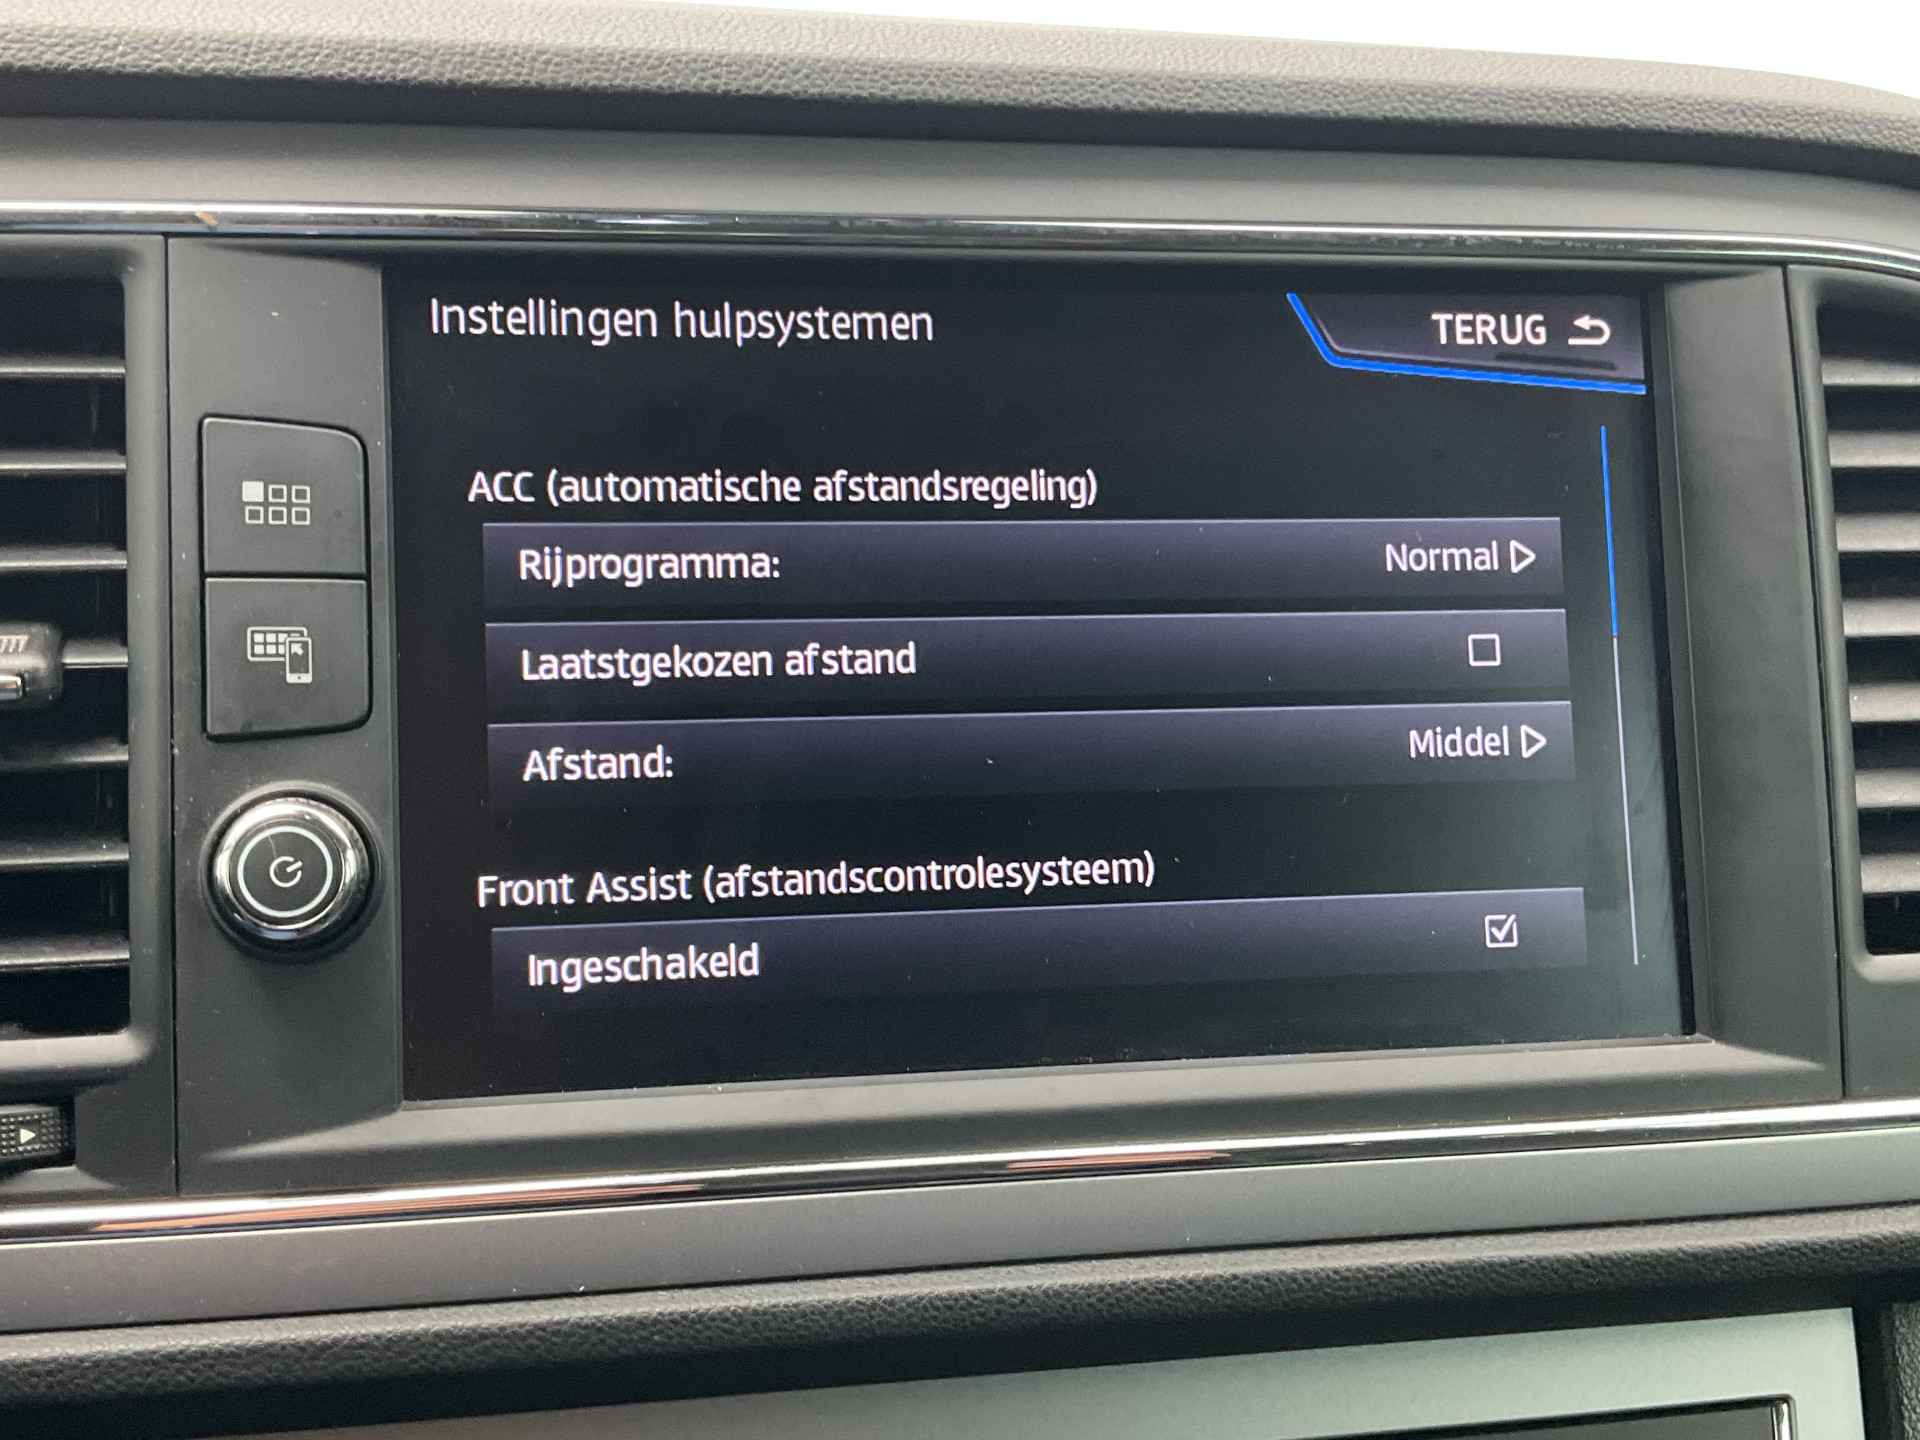 Instellingen hulpsystemen
TERUG
ACC (automatische afstandsregeling)
Rijprogramma:
Normal
Laatstgekozen afstand
Afstand:
Middel
Front Assist (afstandscontrolesysteem)
Ingeschakeld